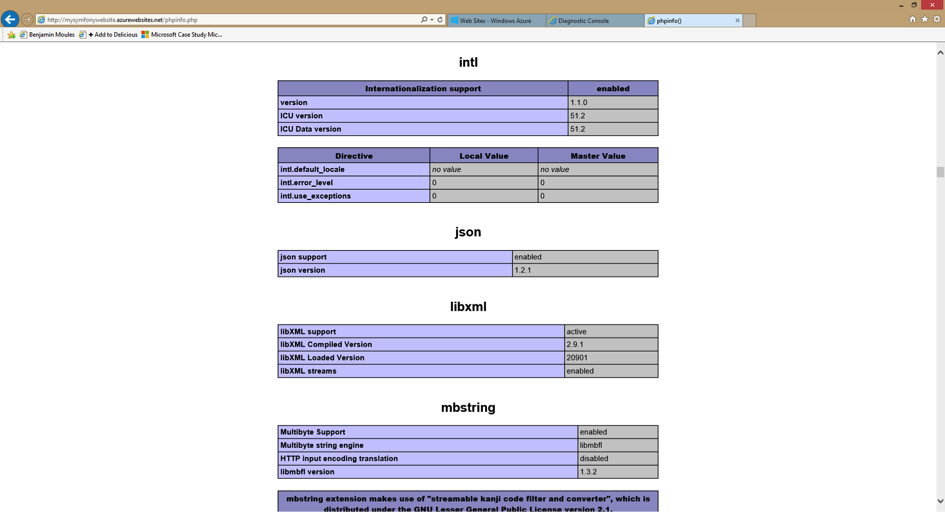 http://mysymfonywebsite.azurewebsites.net/phpinfo.php
Web Sites - Windows Azure
Diagnostic Console
phpinfo()
Benjamin Moules
+ Add to Delicious
Microsoft Case Study Mic...
intl
Internationalization support enabled
version 1.1.0
ICU version 51.2
ICU Data version 51.2
Directive Local Value Master Value
intl.default_locale no value no value
intl.error_level 0 0
intl.use_exceptions 0 0
json
json support enabled
json version 1.2.1
libxml
libXML support active
libXML Compiled Version 2.9.1
libXML Loaded Version 20901
libXML streams enabled
mbstring
Multibyte Support enabled
Multibyte string engine libmbfl
HTTP input encoding translation disabled
libmbfl version 1.3.2
mbstring extension makes use of "streamable kanji code filter and converter", which is
distributed under the GNU Lesser General Public License version 2.1.